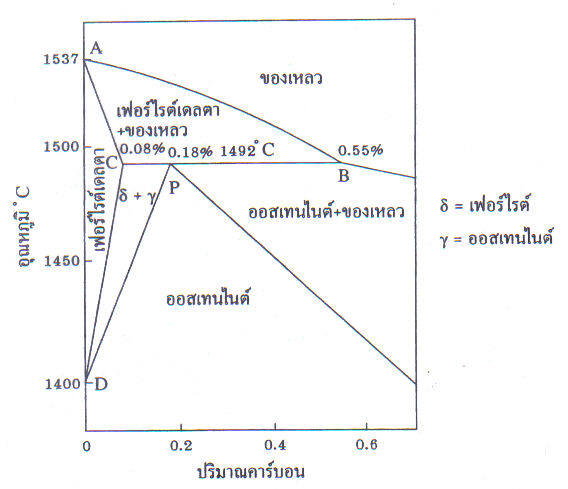 1537
A
ของเหลว
เฟอร์ไรต์เดลตา
+ของเหลว
1500
0.08%
0.18%
1492°C
0.55%
C
P
B
δ + γ
เฟอร์ไรต์เดลตา
อุณหภูมิ °C
ออสเทนไนต์+ของเหลว
δ = เฟอร์ไรต์
γ = ออสเทนไนต์
1450
ออสเทนไนต์
1400
D
0
0.2
0.4
0.6
ปริมาณคาร์บอน